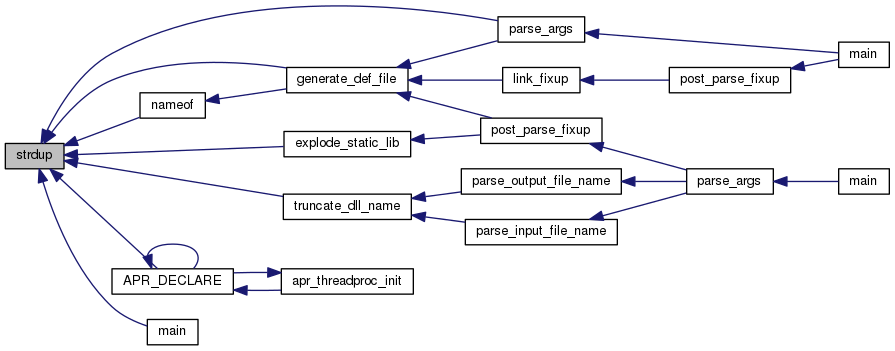 parse_args
main
generate_def_file
link_fixup
post_parse_fixup
nameof
post_parse_fixup
explode_static_lib
strdup
parse_output_file_name
parse_args
main
truncate_dll_name
parse_input_file_name
APR_DECLARE
apr_threadproc_init
main